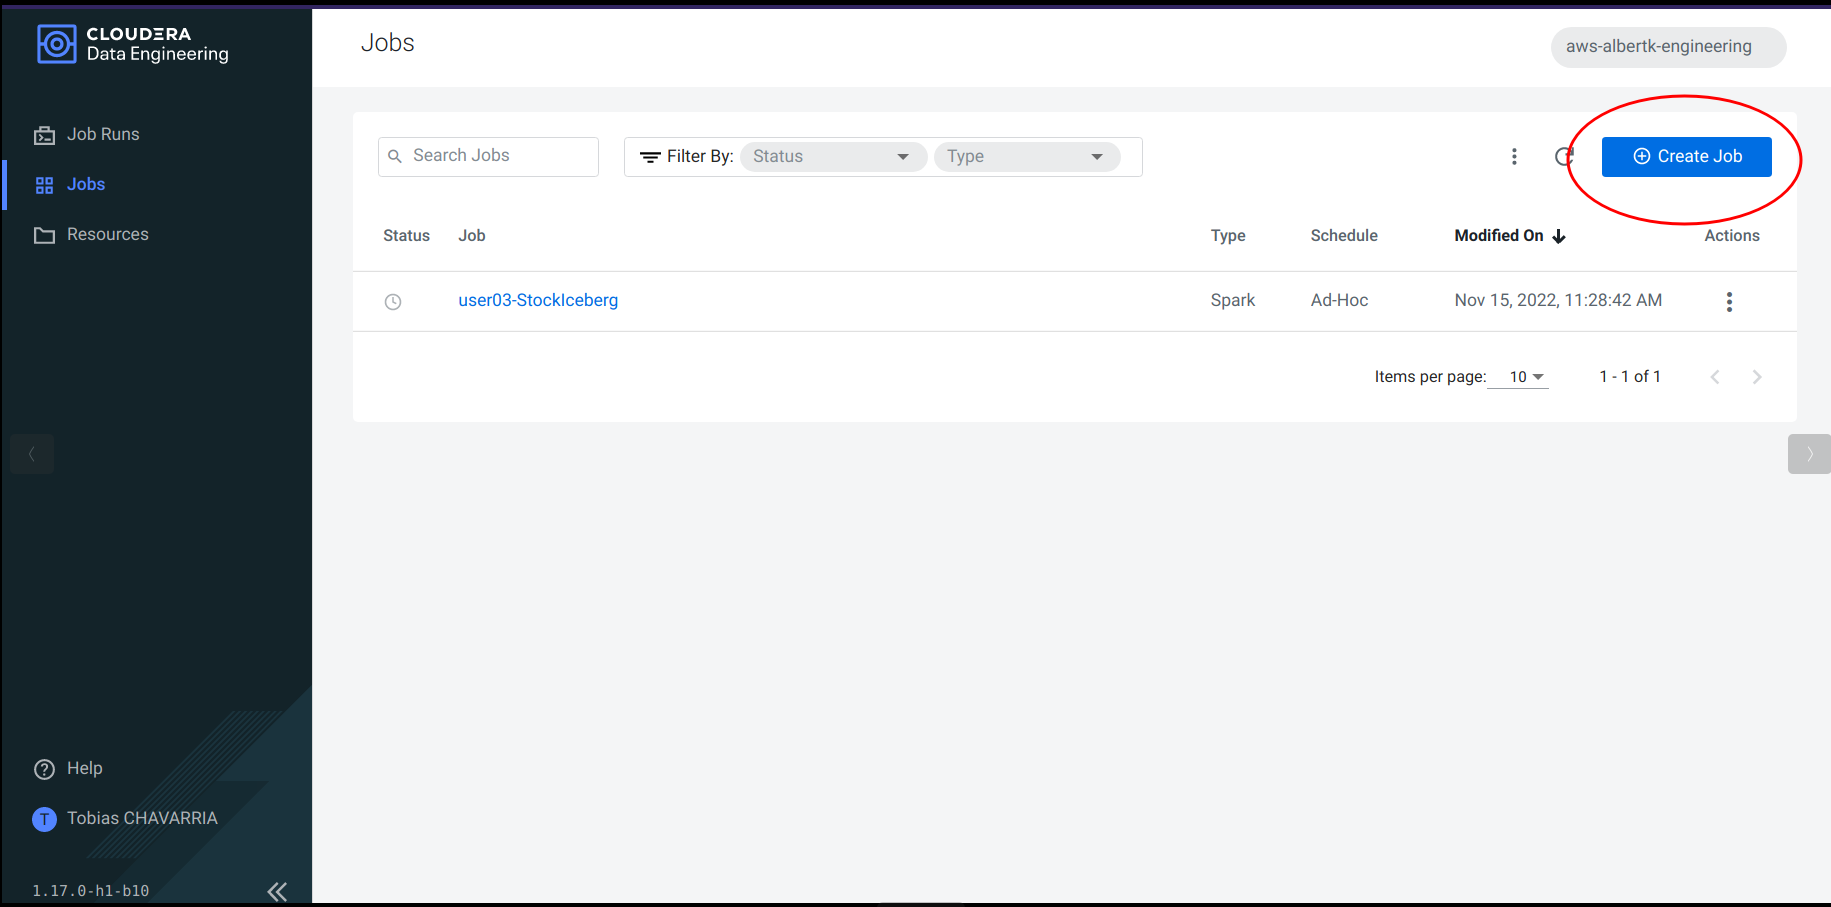 CLOUDERA
Data Engineering
Job Runs
Jobs
Resources
Help
T
Tobias CHAVARRIA
1.17.0-h1-b10
Jobs
aws-albertk-engineering
Search Jobs
Filter By: Status Type
Create Job
Status Job Type Schedule Modified On Actions
user03-StockIceberg Spark Ad-Hoc Nov 15, 2022, 11:28:42 AM
Items per page: 10 1 - 1 of 1